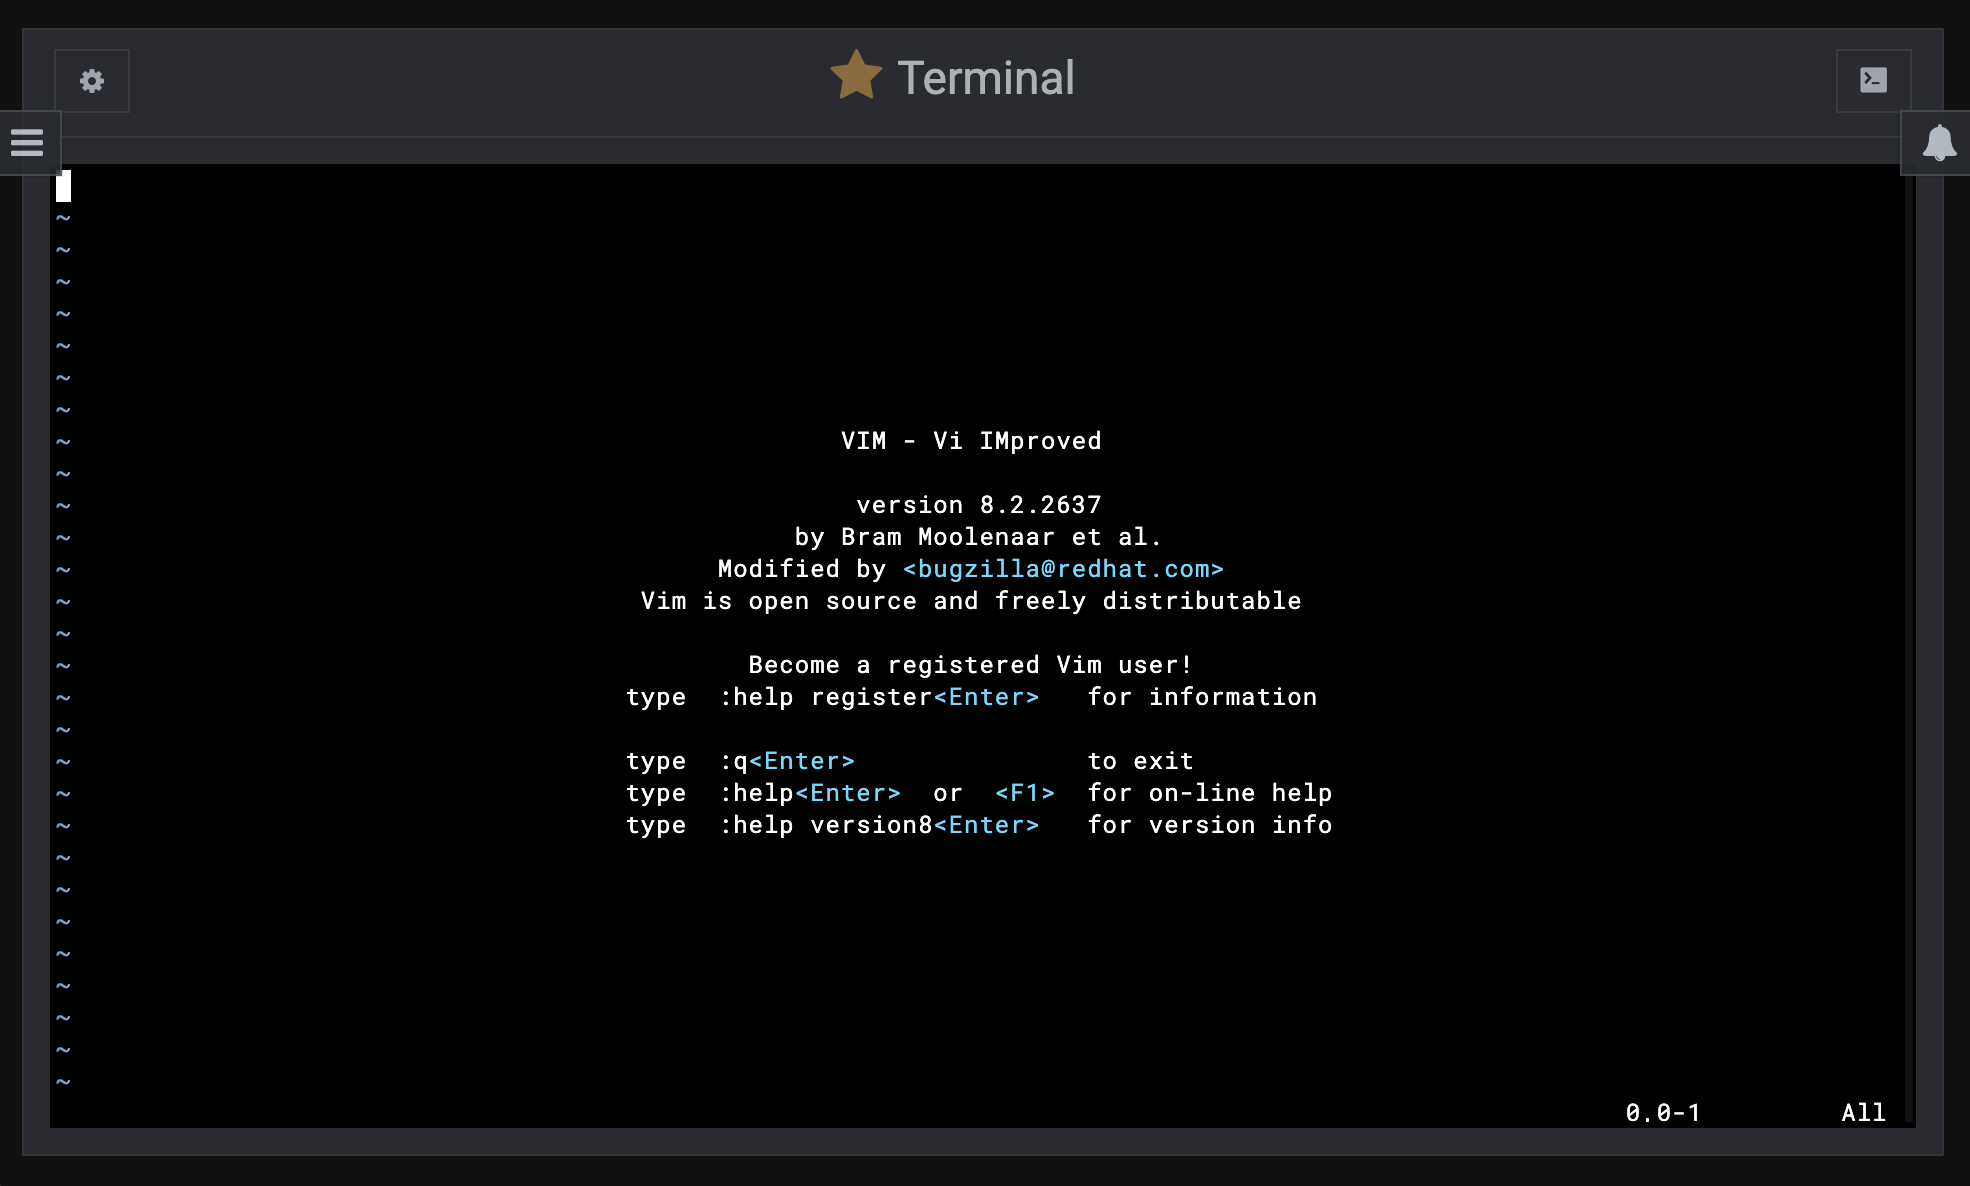 Terminal
~
~
~
~
~
~
~
~ VIM - Vi IMproved
~
~ version 8.2.2637
~ by Bram Moolenaar et al.
~ Modified by <bugzilla@redhat.com>
~ Vim is open source and freely distributable
~
~ Become a registered Vim user!
~ type :help register<Enter> for information
~
~ type :q<Enter> to exit
~ type :help<Enter> or <F1> for on-line help
~ type :help version8<Enter> for version info
~
~
~
~
~
~
~
~
0,0-1 All